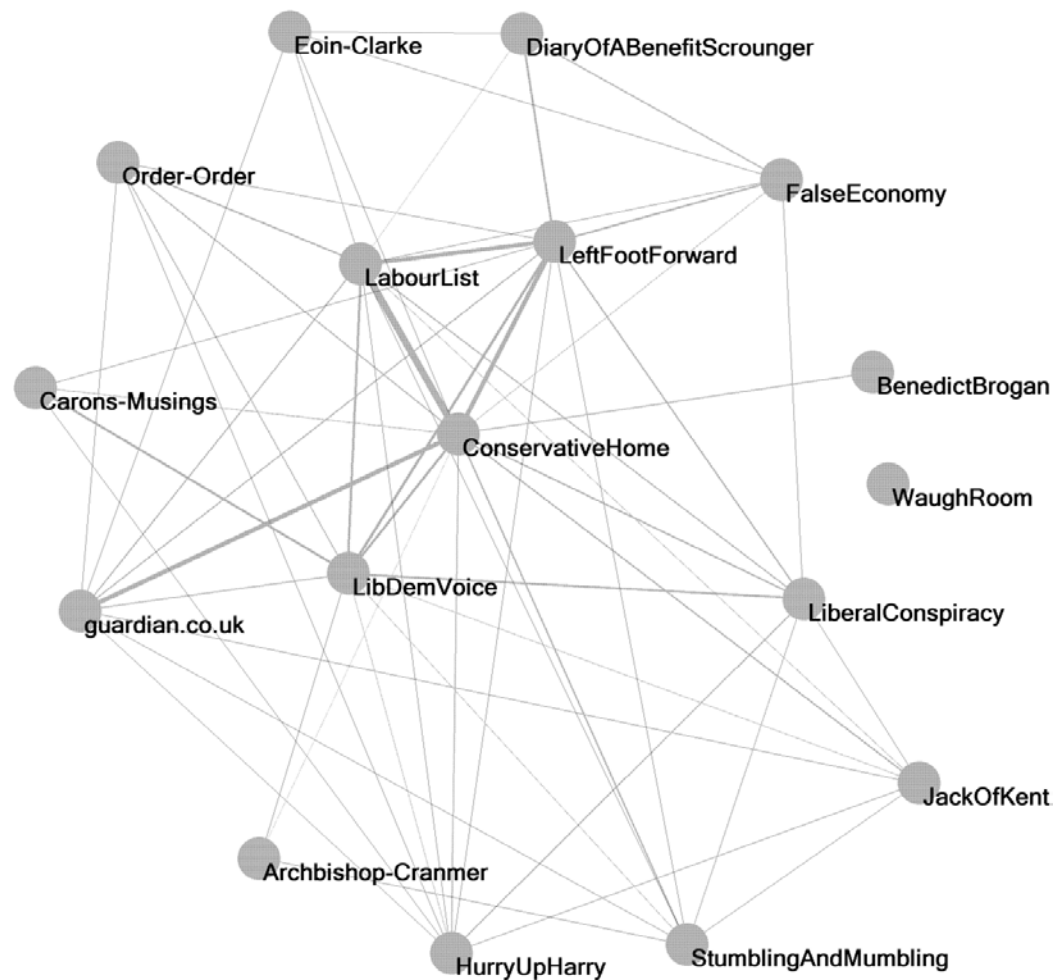 Eoin-Clarke
DiaryOfABenefitScrounger
Order-Order
FalseEconomy
LeftFootForward
LabourList
BenedictBrogan
Carons-Musings
ConservativeHome
WaughRoom
LibDemVoice
LiberalConspiracy
guardian.co.uk
JackOfKent
Archbishop-Cranmer
StumblingAndMumbling
HurryUpHarry